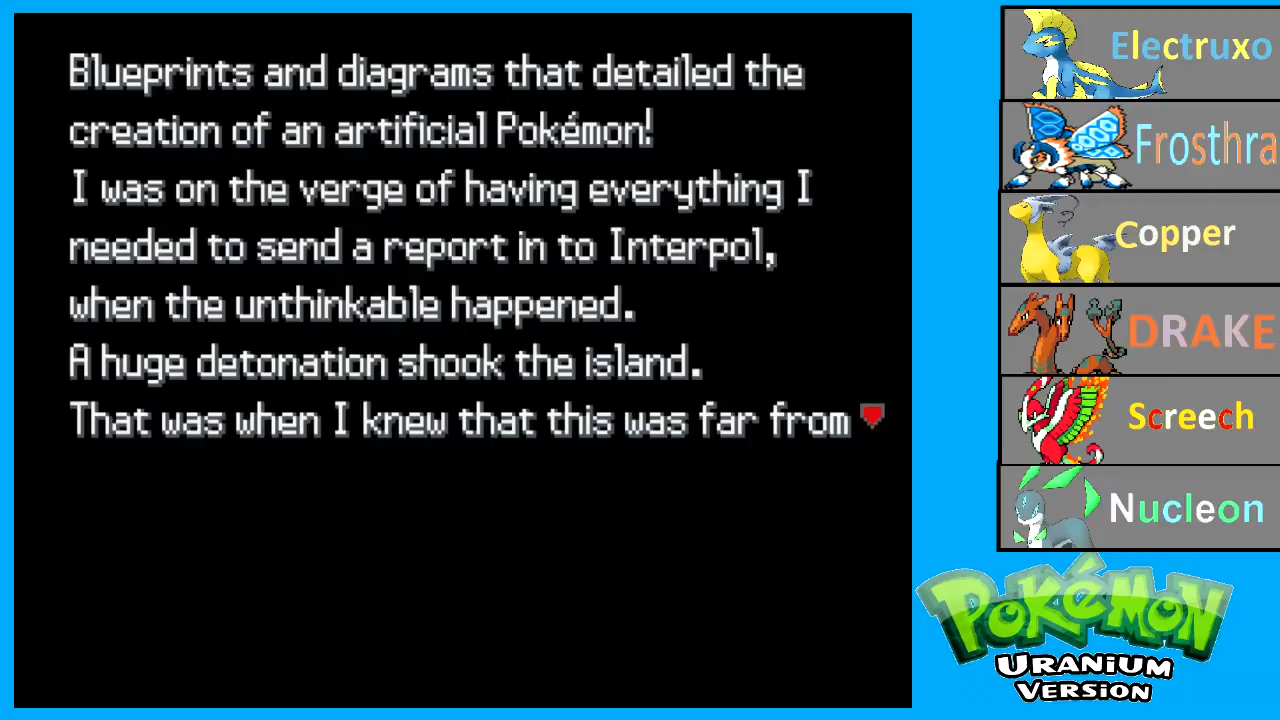 Blueprints and diagrams that detailed the
creation of an artificial Pokémon!
I was on the verge of having everything I
needed to send a report in to Interpol,
when the unthinkable happened.
A huge detonation shook the island.
That was when I knew that this was far from
Electruxo
Frosthra
Copper
DRAKE
Screech
Nucleon
POKéMON
URANIUM
VERSION